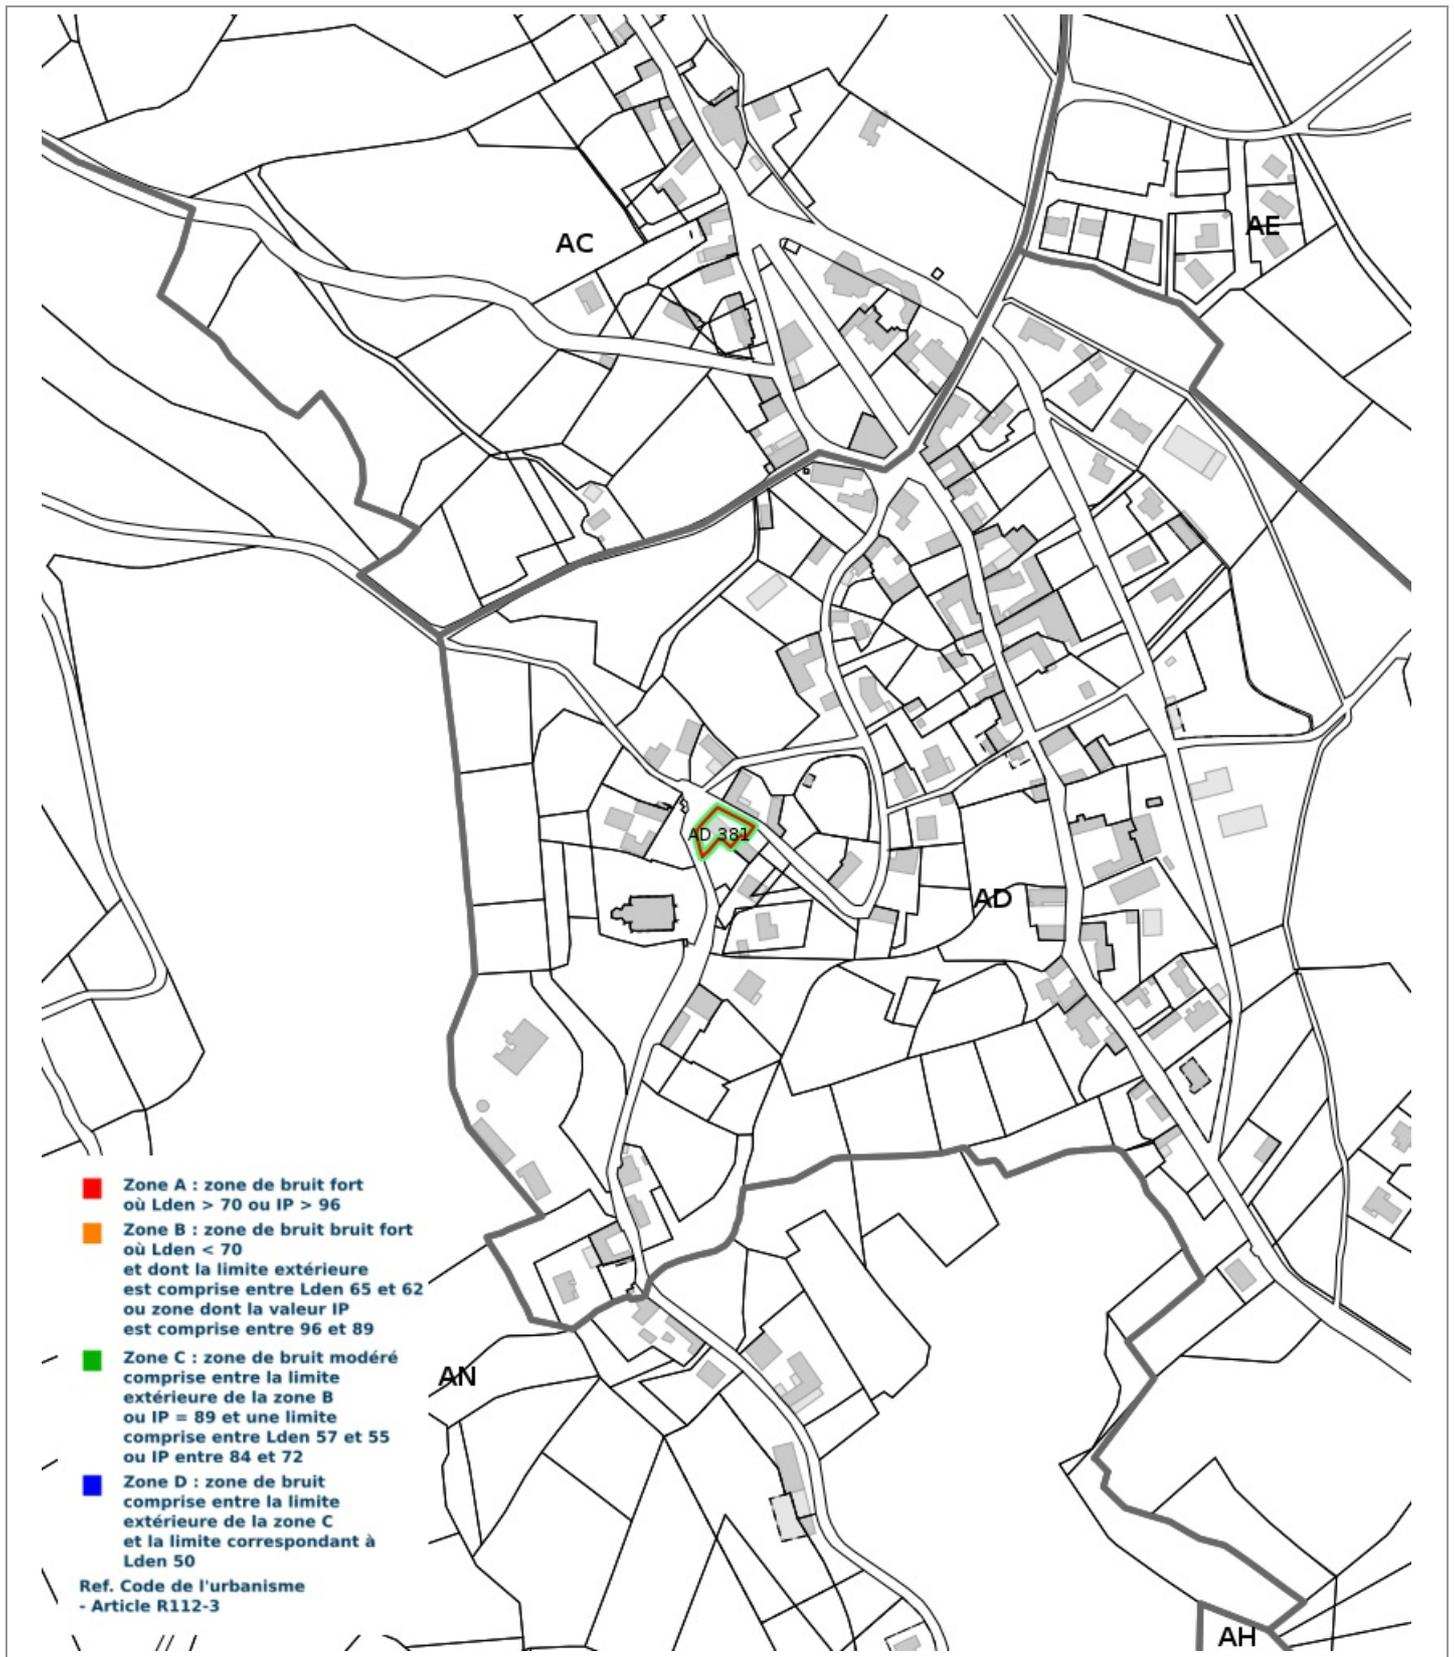 AC
AE
AD 381
AD
Zone A : zone de bruit fort
où Lden > 70 ou IP > 96
Zone B : zone de bruit bruit fort
où Lden < 70
et dont la limite extérieure
est comprise entre Lden 65 et 62
ou zone dont la valeur IP
est comprise entre 96 et 89
Zone C : zone de bruit modéré
comprise entre la limite
extérieure de la zone B
ou IP = 89 et une limite
comprise entre Lden 57 et 55
ou IP entre 84 et 72
Zone D : zone de bruit
comprise entre la limite
extérieure de la zone C
et la limite correspondant à
Lden 50
Ref. Code de l'urbanisme
- Article R112-3
AN
AH